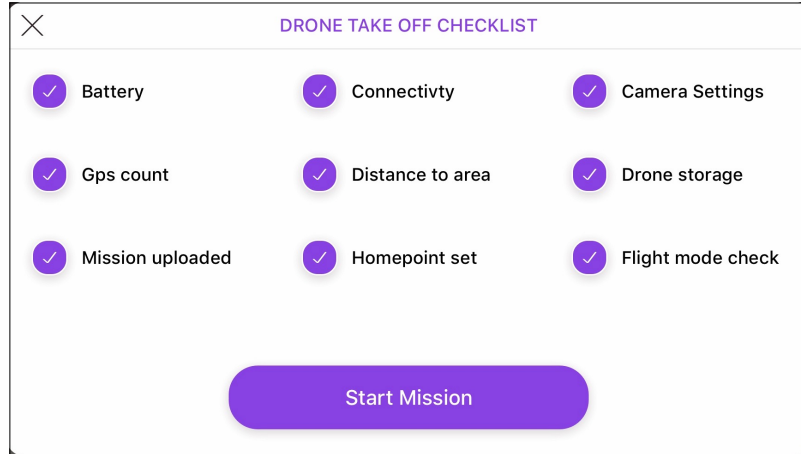 DRONE TAKE OFF CHECKLIST
Battery
Connectivty
Camera Settings
Gps count
Distance to area
Drone storage
Mission uploaded
Homepoint set
Flight mode check
Start Mission